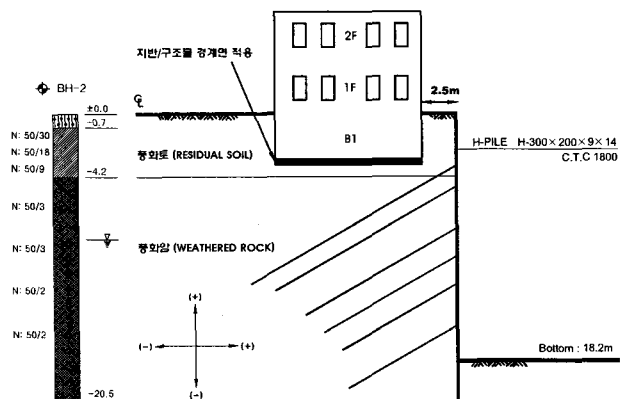 2F
지반/구조물 경계면 적용
1F
2.5m
BH-2
±0.0
G.L
-0.7
B1
N: 50/30
H-PILE H-300×200×9×14
N: 50/18
풍화토 (RESIDUAL SOIL)
C.T.C 1800
N: 50/9
-4.2
N: 50/3
N: 50/3
풍화암 (WEATHERED ROCK)
N: 50/2
(+)
N: 50/2
(-)
(+)
Bottom : 18.2m
(-)
-20.5